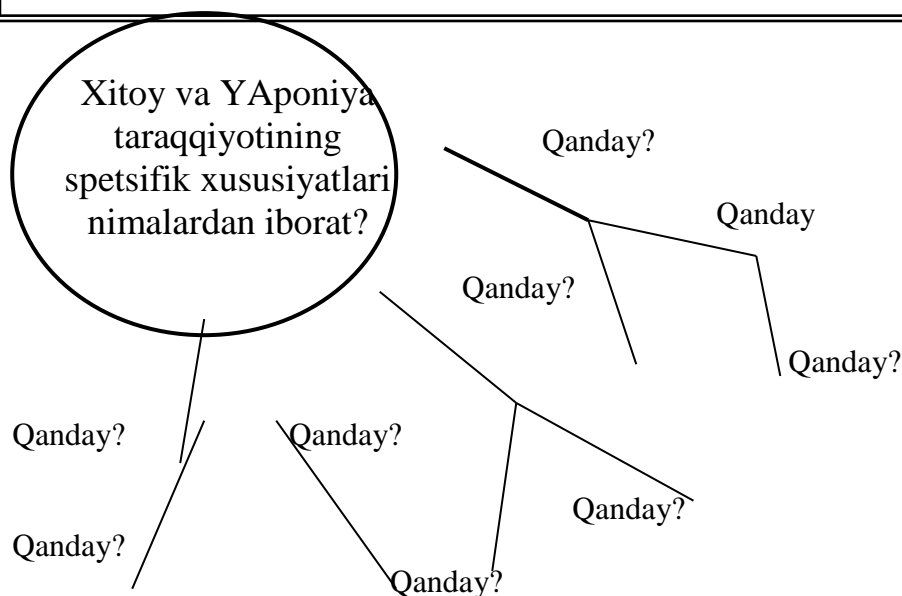 Xitoy va YAponiya
taraqqiyotining
spetsifik xususiyatlari
nimalardan iborat?
Qanday?
Qanday
Qanday?
Qanday?
Qanday?
Qanday?
Qanday?
Qanday?
Qanday?